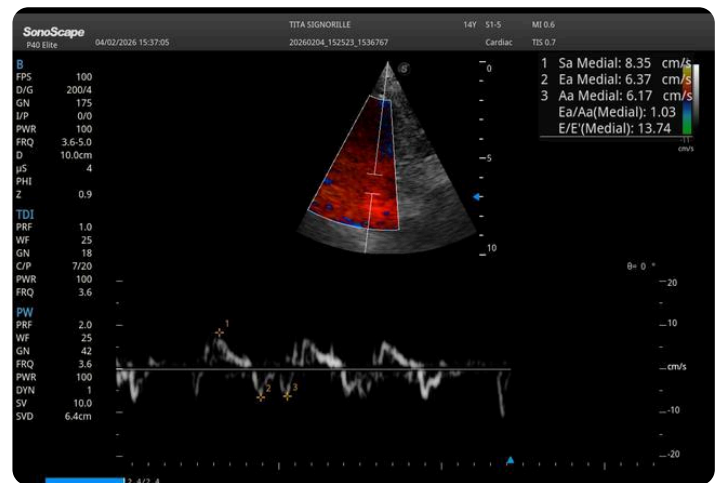 SonoScape
P40 Elite
04/02/2026 15:37:05
TITA SIGNORILLE
20260204_152523_1536767
14Y S1-5
Cardiac
MI 0.6
TIS 0.7
B
FPS 100
D/G 200/4
GN 175
I/P 0/0
PWR 100
FRQ 3.6-5.0
D 10.0cm
μS 4
PHI
Z 0.9
TDI
PRF 1.0
WF 25
GN 18
C/P 7/20
PWR 100
FRQ 3.6
PW
PRF 2.0
WF 25
GN 42
FRQ 3.6
PWR 100
DYN 1
SV 10.0
SVD 6.4cm
S
0
5
10
1 Sa Medial: 8.35 cm/s
2 Ea Medial: 6.37 cm/s
3 Aa Medial: 6.17 cm/s
Ea/Aa(Medial): 1.03
E/E'(Medial): 13.74
-11
cm/s
θ= 0 °
20
10
cm/s
-10
-20
1
2
3